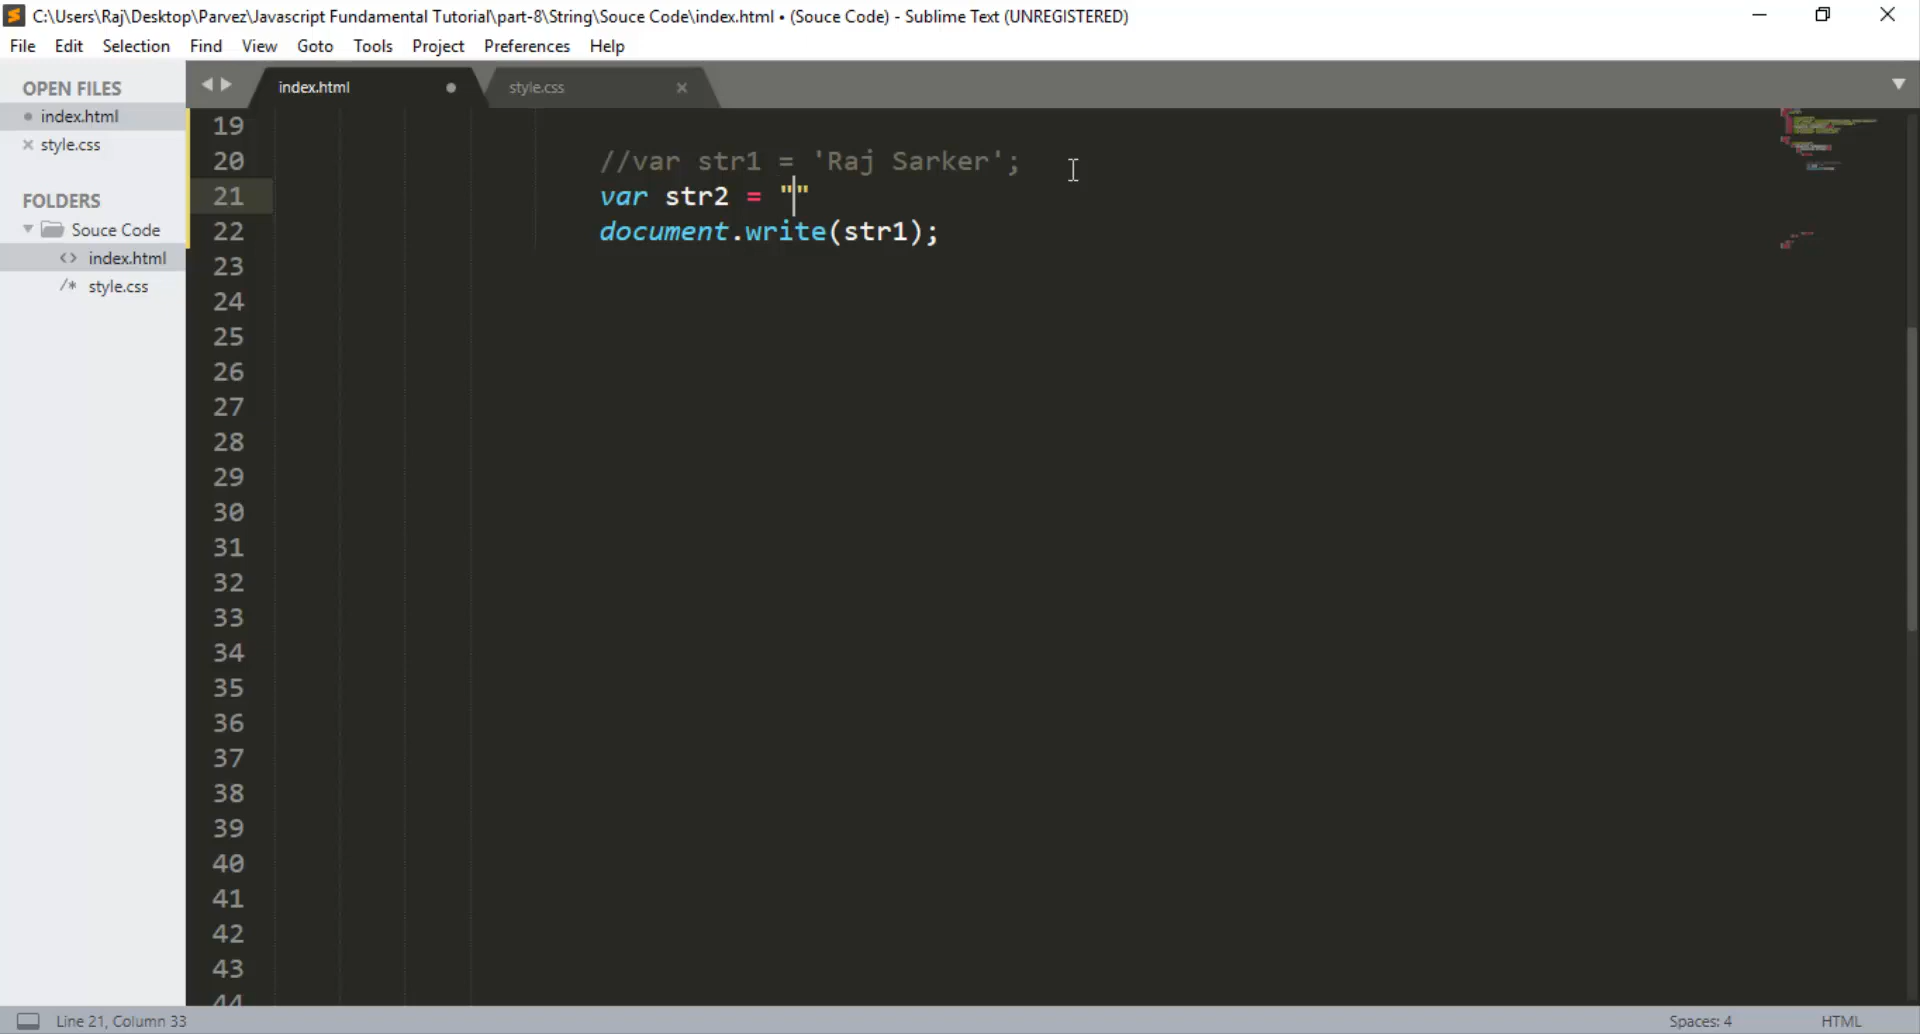 C:\Users\Raj\Desktop\Parvez\Javascript Fundamental Tutorial\part-8\String\Souce Code\index.html • (Souce Code) - Sublime Text (UNREGISTERED)
File Edit Selection Find View Goto Tools Project Preferences Help
OPEN FILES
index.html
style.css
FOLDERS
Souce Code
<> index.html
/* style.css
index.html style.css
19
20 //var str1 = 'Raj Sarker';
21 var str2 = ""
22 document.write(str1);
23
24
25
26
27
28
29
30
31
32
33
34
35
36
37
38
39
40
41
42
43
44
Line 21, Column 33 Spaces: 4 HTML